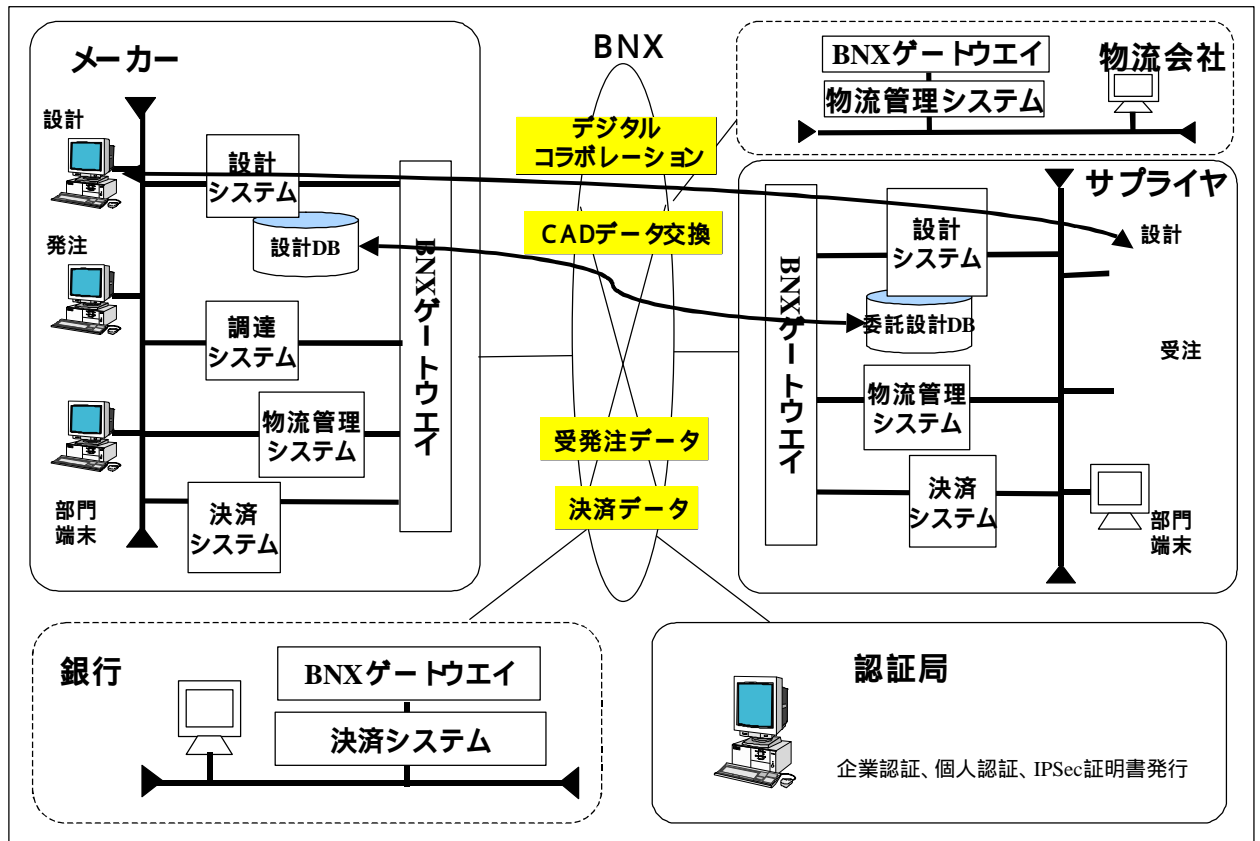 メーカー
設計
発注
部門
端末
設計
システム
設計DB
調達
システム
物流管理
システム
決済
システム
BNXゲートウエイ
BNX
デジタル
コラボレーション
CADデータ交換
受発注データ
決済データ
BNXゲートウエイ
物流管理システム
物流会社
サプライヤ
BNXゲートウエイ
設計
システム
委託設計DB
物流管理
システム
決済
システム
設計
受注
部門
端末
銀行
BNXゲートウエイ
決済システム
認証局
企業認証、個人認証、IPSec証明書発行